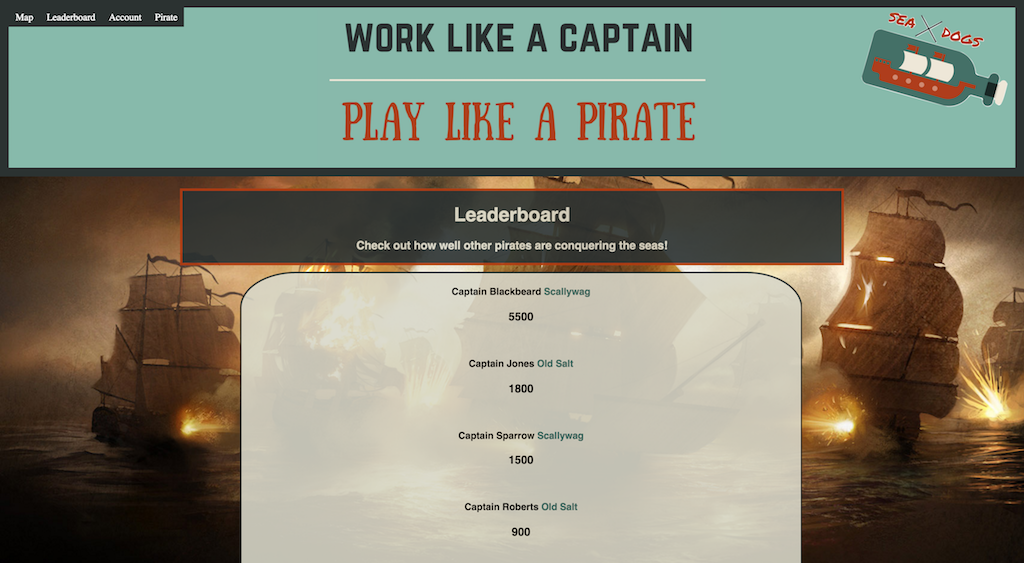 Map Leaderboard Account Pirate
WORK LIKE A CAPTAIN
PLAY LIKE A PIRATE
SEA DOGS
Leaderboard
Check out how well other pirates are conquering the seas!
Captain Blackbeard Scallywag
5500
Captain Jones Old Salt
1800
Captain Sparrow Scallywag
1500
Captain Roberts Old Salt
900